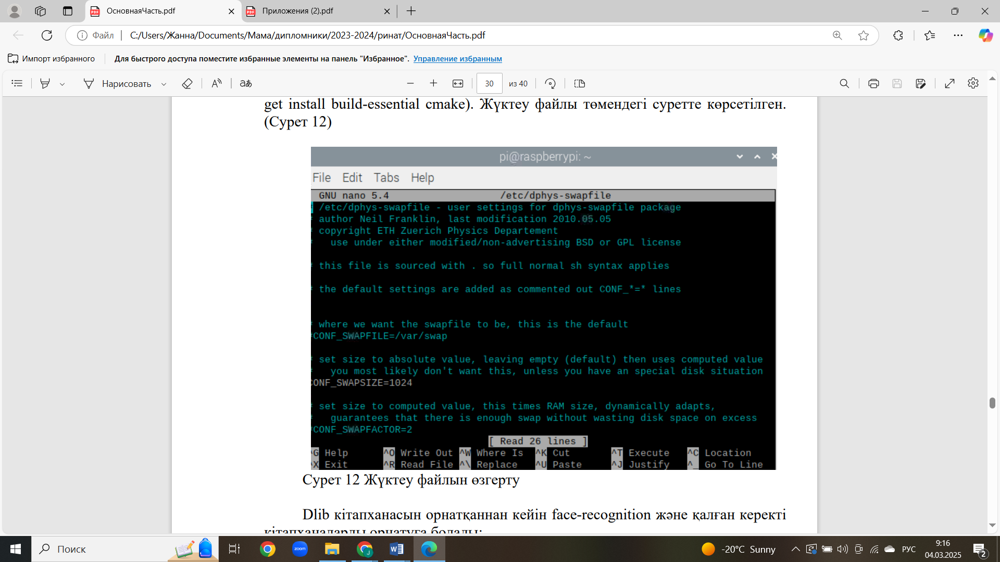 ОсновнаяЧасть.pdf
Приложения (2).pdf
Файл
C:/Users/Жанна/Documents/Мама/дипломники/2023-2024/ринат/ОсновнаяЧасть.pdf
Импорт избранного
Для быстрого доступа поместите избранные элементы на панель "Избранное". Управление избранным
Нарисовать
30 из 40
get install build-essential cmake). Жүктеу файлы төмендегі суретте көрсетілген.
(Сурет 12)
pi@raspberrypi: ~
File Edit Tabs Help
GNU nano 5.4 /etc/dphys-swapfile
/etc/dphys-swapfile - user settings for dphys-swapfile package
author Neil Franklin, last modification 2010.05.05
copyright ETH Zuerich Physics Departement
use under either modified/non-advertising BSD or GPL license
this file is sourced with . so full normal sh syntax applies
the default settings are added as commented out CONF_*=* lines
where we want the swapfile to be, this is the default
#CONF_SWAPFILE=/var/swap
set size to absolute value, leaving empty (default) then uses computed value
you most likely don't want this, unless you have an special disk situation
CONF_SWAPSIZE=1024
set size to computed value, this times RAM size, dynamically adapts,
guarantees that there is enough swap without wasting disk space on excess
#CONF_SWAPFACTOR=2
[ Read 26 lines ]
^G Help ^O Write Out ^W Where Is ^K Cut ^T Execute ^C Location
^X Exit ^R Read File ^\ Replace ^U Paste ^J Justify ^_ Go To Line
Сурет 12 Жүктеу файлын өзгерту
Dlib кітапханасын орнатқаннан кейін face-recognition және қалған керекті
кітапханаларды орнатуға болады:
Поиск
zoom
-20°C Sunny
РУС
9:16
04.03.2025
2